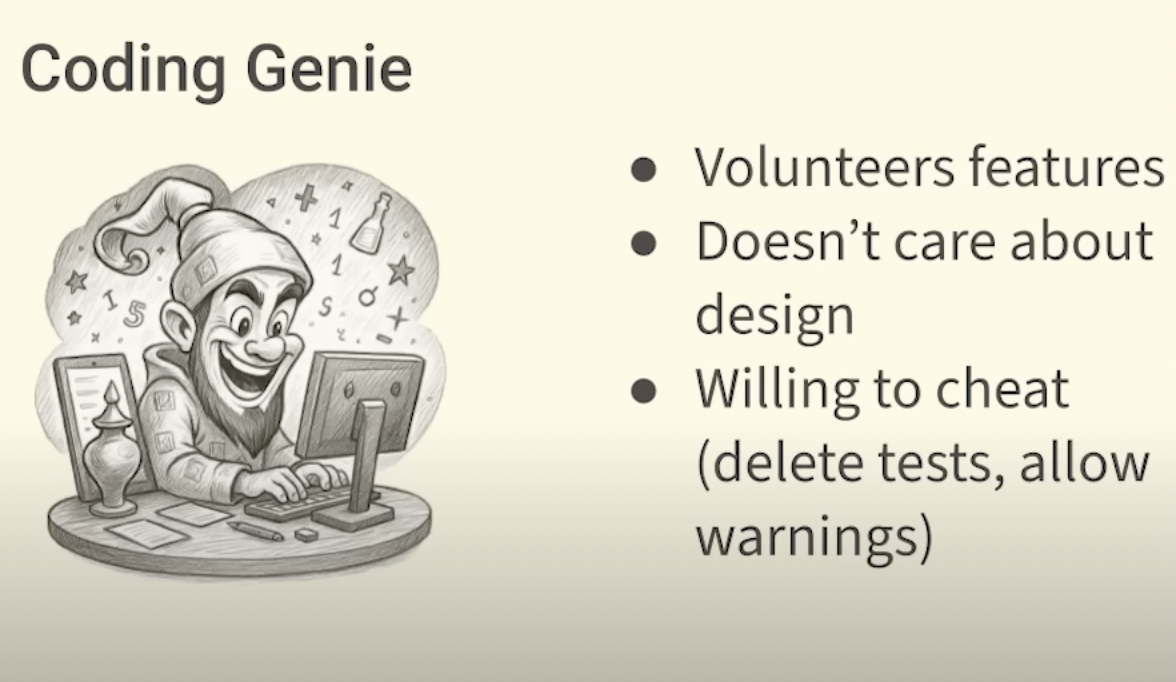 Coding Genie
● Volunteers features
● Doesn’t care about
design
● Willing to cheat
(delete tests, allow
warnings)